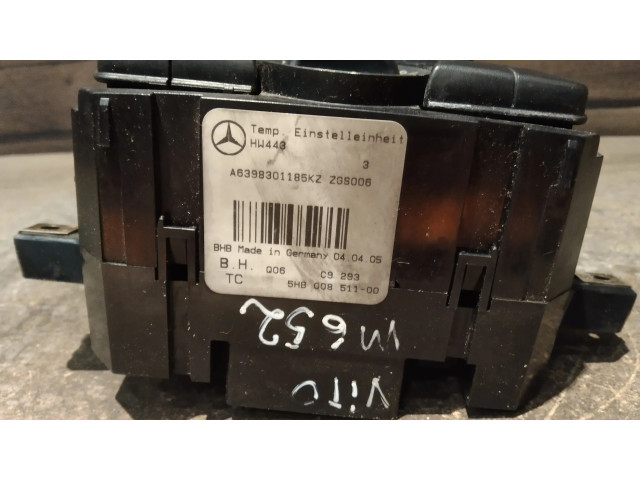 Temp. Einstelleinheit
HW443
3
A6398301185KZ ZGS006
BHB Made in Germany 04.04.05
B.H. Q06 C9 293
TC 5HB 008 511-00
M652
VITO